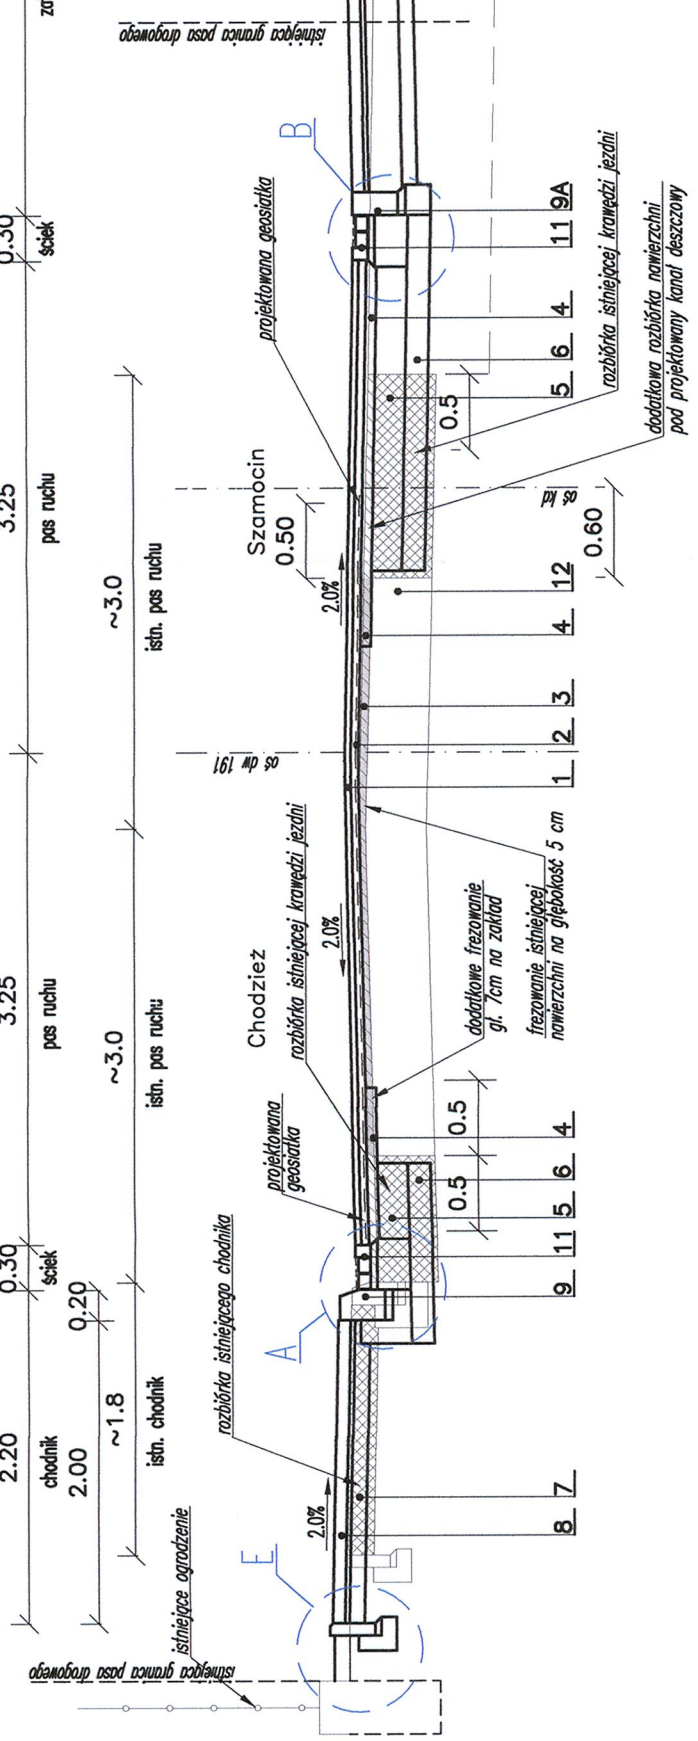 istniejąca granica pasa drogowego
istniejące ogrodzenie
2.20
chodnik
2.00
0.20
~1.8
istn. chodnik
0.30
ściek
3.25
pas ruchu
~3.0
istn. pas ruchu
3.25
pas ruchu
~3.0
istn. pas ruchu
0.30
ściek
istniejąca granica pasa drogowego
E
2.0%
rozbiórka istniejącego chodnika
A
projektowana
geosiatka
Chodzież
rozbiórka istniejącej krawędzi jezdni
2.0%
oś dw 191
2.0%
Szamocin
0.50
projektowana geosiatka
B
oś kd
8
7
9
11
5
6
4
0.5
0.5
dodatkowe frezowanie
gł. 7cm na zakład
frezowanie istniejącej
nawierzchni na głębokość 5 cm
1
2
3
4
12
0.60
0.5
5
6
4
11
9A
rozbiórka istniejącej krawędzi jezdni
dodatkowa rozbiórka nawierzchni
pod projektowany kanał deszczowy